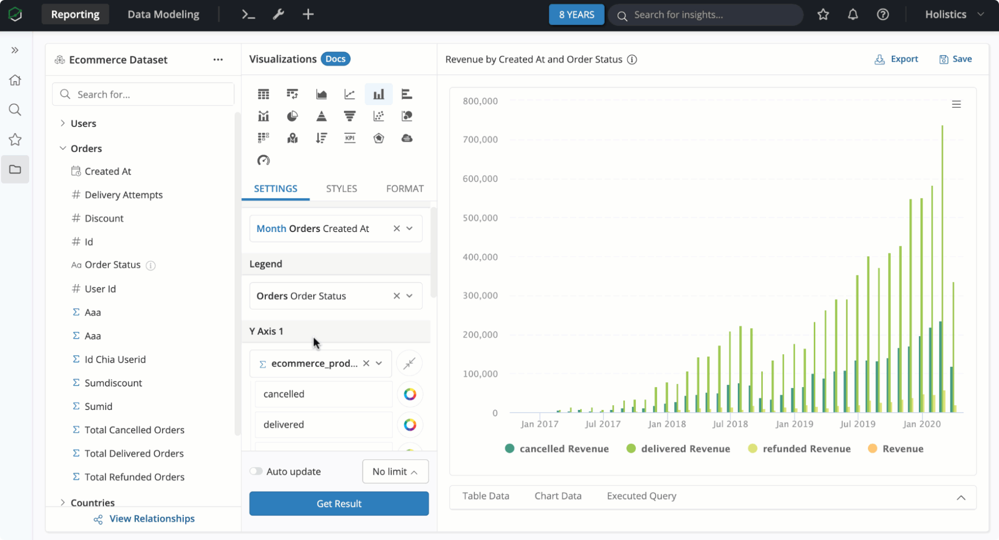 Reporting
Data Modeling
8 YEARS
Search for insights...
Holistics
Ecommerce Dataset
Search for...
Users
Orders
Created At
# Delivery Attempts
# Discount
# Id
Aa Order Status
# User Id
Σ Aaa
Σ Aaa
Σ Id Chia Userid
Σ Sumdiscount
Σ Sumid
Σ Total Cancelled Orders
Σ Total Delivered Orders
Σ Total Refunded Orders
Countries
View Relationships
Visualizations Docs
KPI
SETTINGS STYLES FORMAT
Month Orders Created At
Legend
Orders Order Status
Y Axis 1
Σ ecommerce_prod...
cancelled
delivered
Auto update
No limit
Get Result
Revenue by Created At and Order Status
Export
Save
800,000
700,000
600,000
500,000
400,000
300,000
200,000
100,000
0
Jan 2017 Jul 2017 Jan 2018 Jul 2018 Jan 2019 Jul 2019 Jan 2020
cancelled Revenue delivered Revenue refunded Revenue Revenue
Table Data Chart Data Executed Query